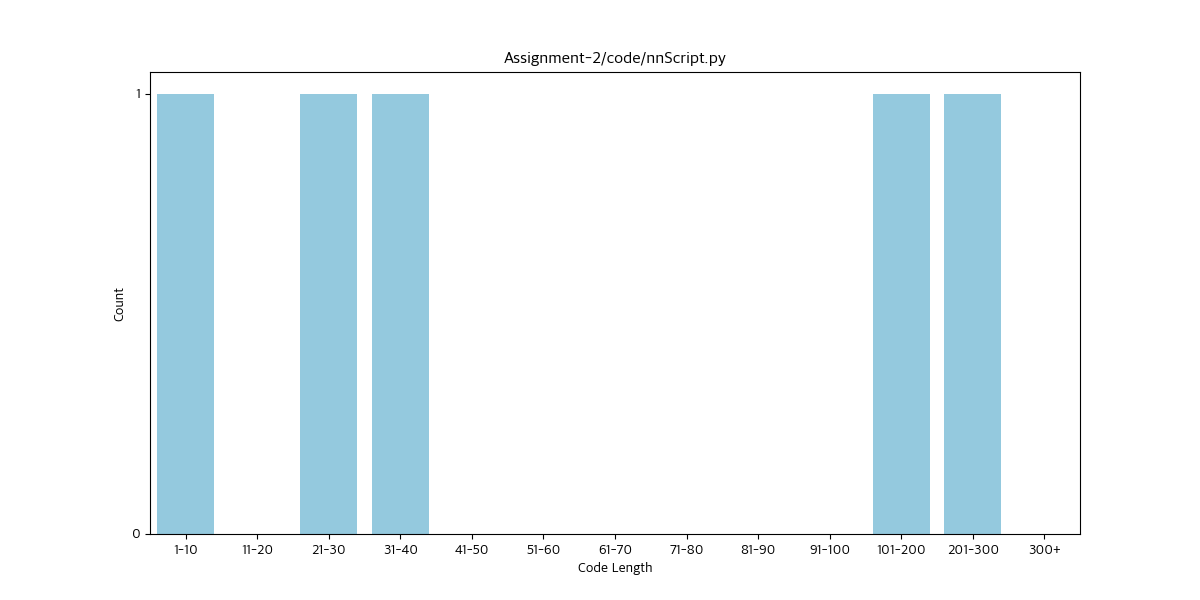 Assignment-2/code/nnScript.py
1
0
Count
1-10 11-20 21-30 31-40 41-50 51-60 61-70 71-80 81-90 91-100 101-200 201-300 300+
Code Length